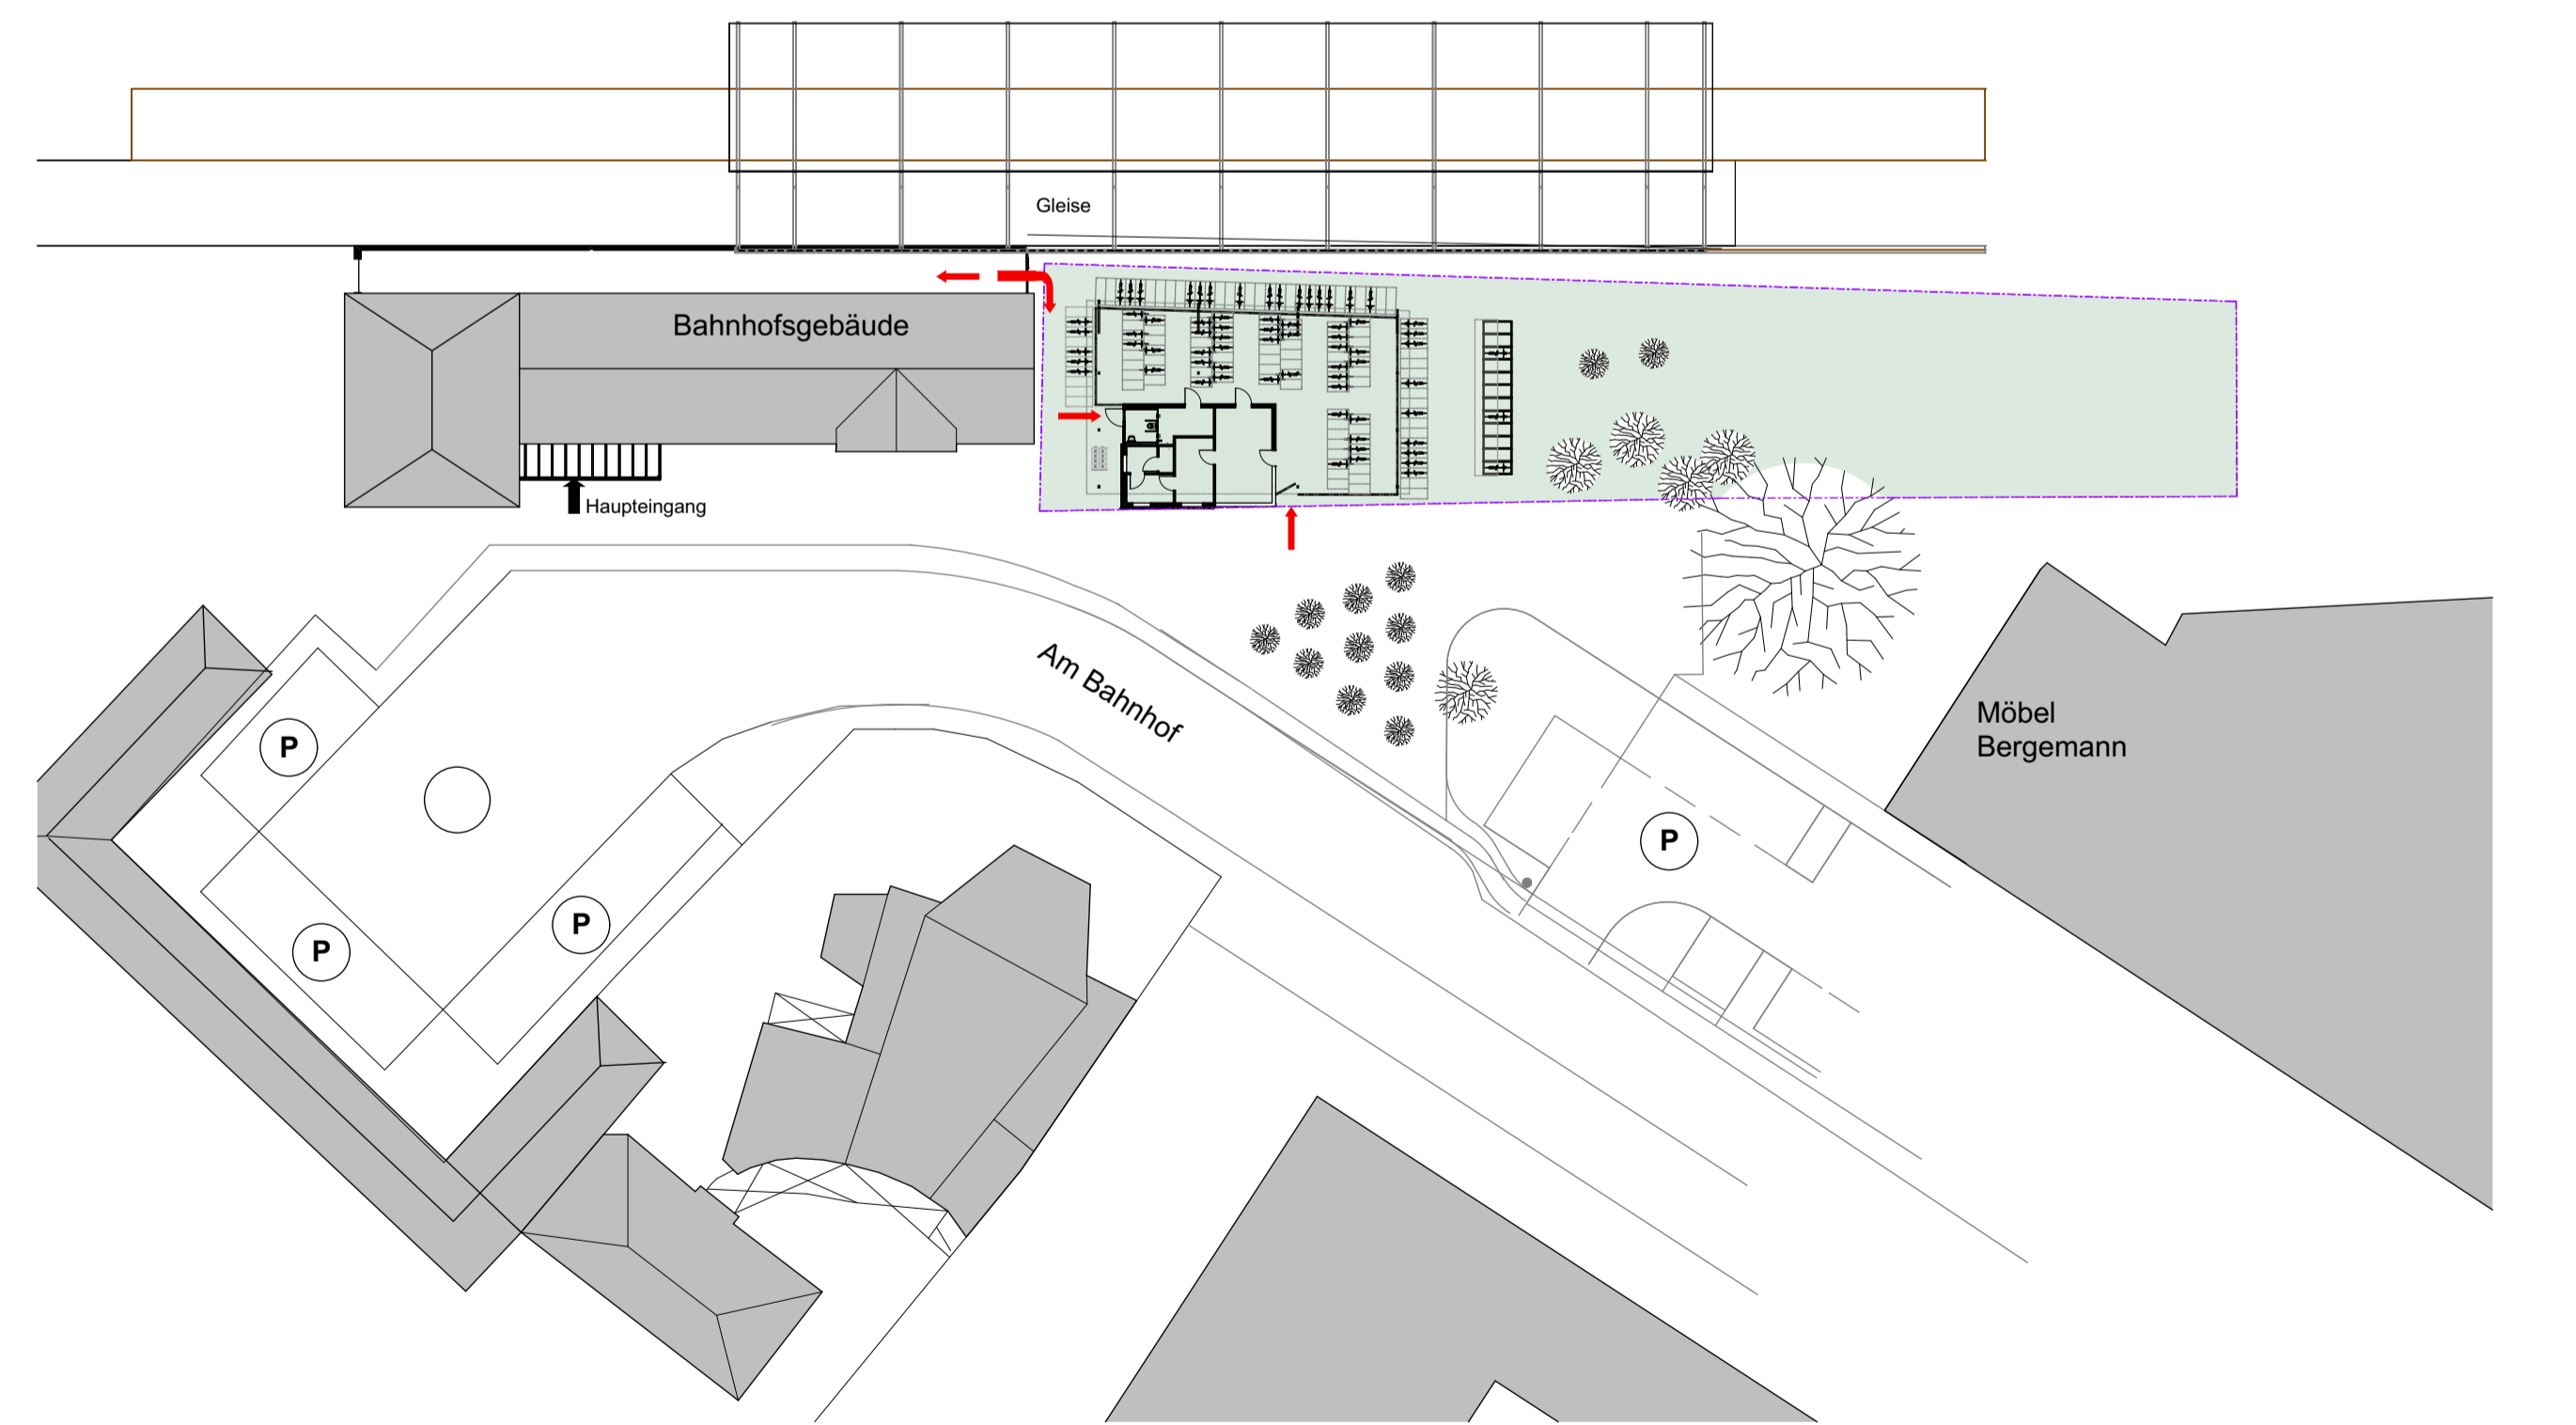 Gleise
Bahnhofsgebäude
Haupteingang
Am Bahnhof
Möbel
Bergemann
P
P
P
P